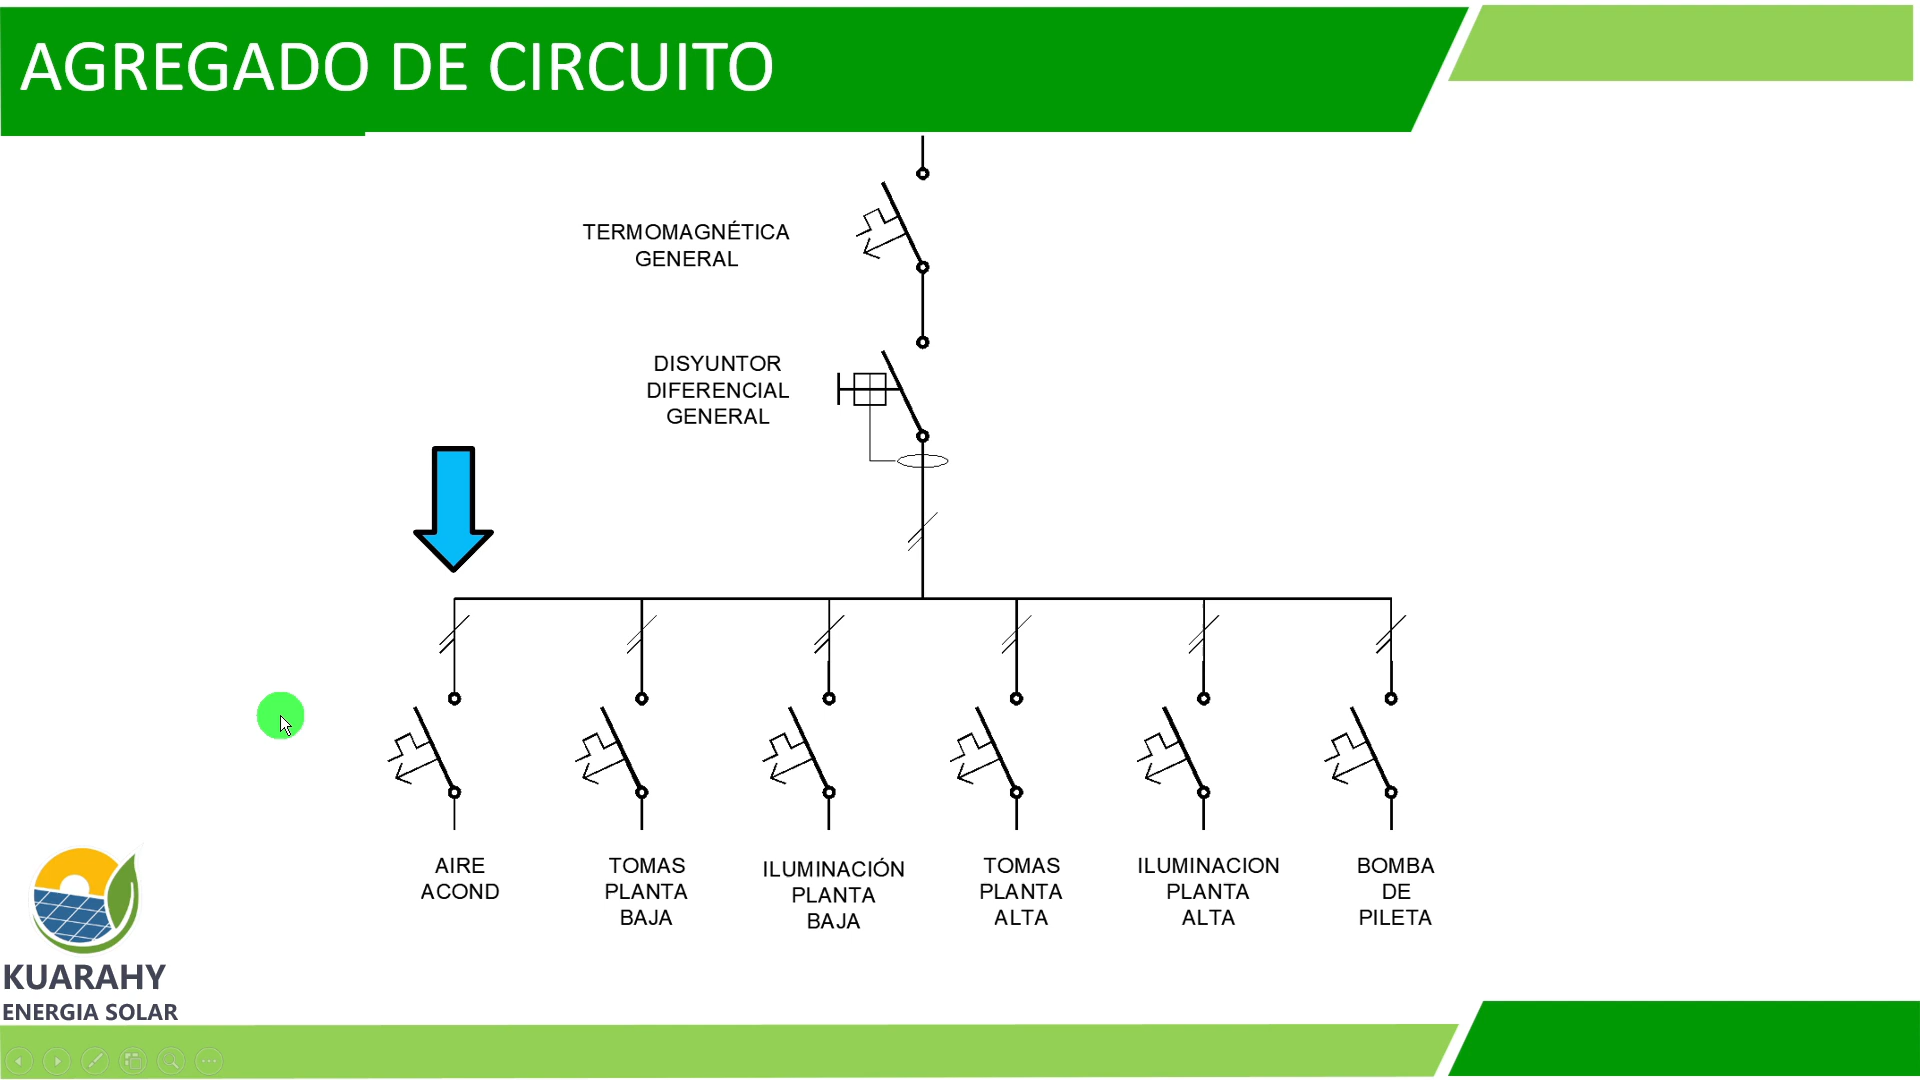 AGREGADO DE CIRCUITO
TERMOMAGNÉTICA
GENERAL
DISYUNTOR
DIFERENCIAL
GENERAL
AIRE
ACOND
TOMAS
PLANTA
BAJA
ILUMINACIÓN
PLANTA
BAJA
TOMAS
PLANTA
ALTA
ILUMINACION
PLANTA
ALTA
BOMBA
DE
PILETA
KUARAHY
ENERGIA SOLAR